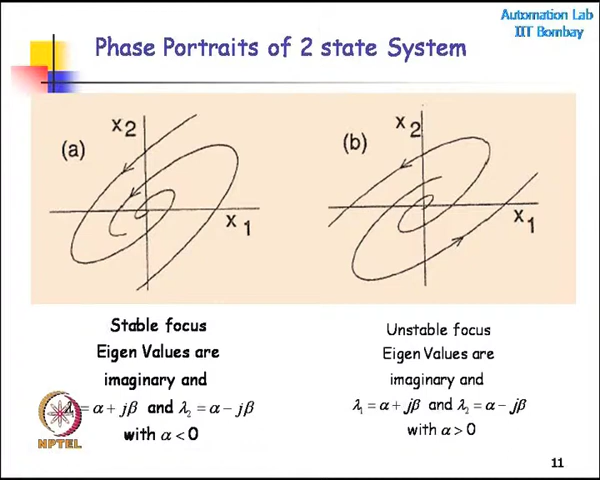 Automation Lab
IIT Bombay
Phase Portraits of 2 state System
(a)
x2
x1
(b)
x2
x1
Stable focus
Eigen Values are
imaginary and
λ₁ = α + jβ and λ₂ = α − jβ
with α < 0
Unstable focus
Eigen Values are
imaginary and
λ₁ = α + jβ and λ₂ = α − jβ
with α > 0
NPTEL
11